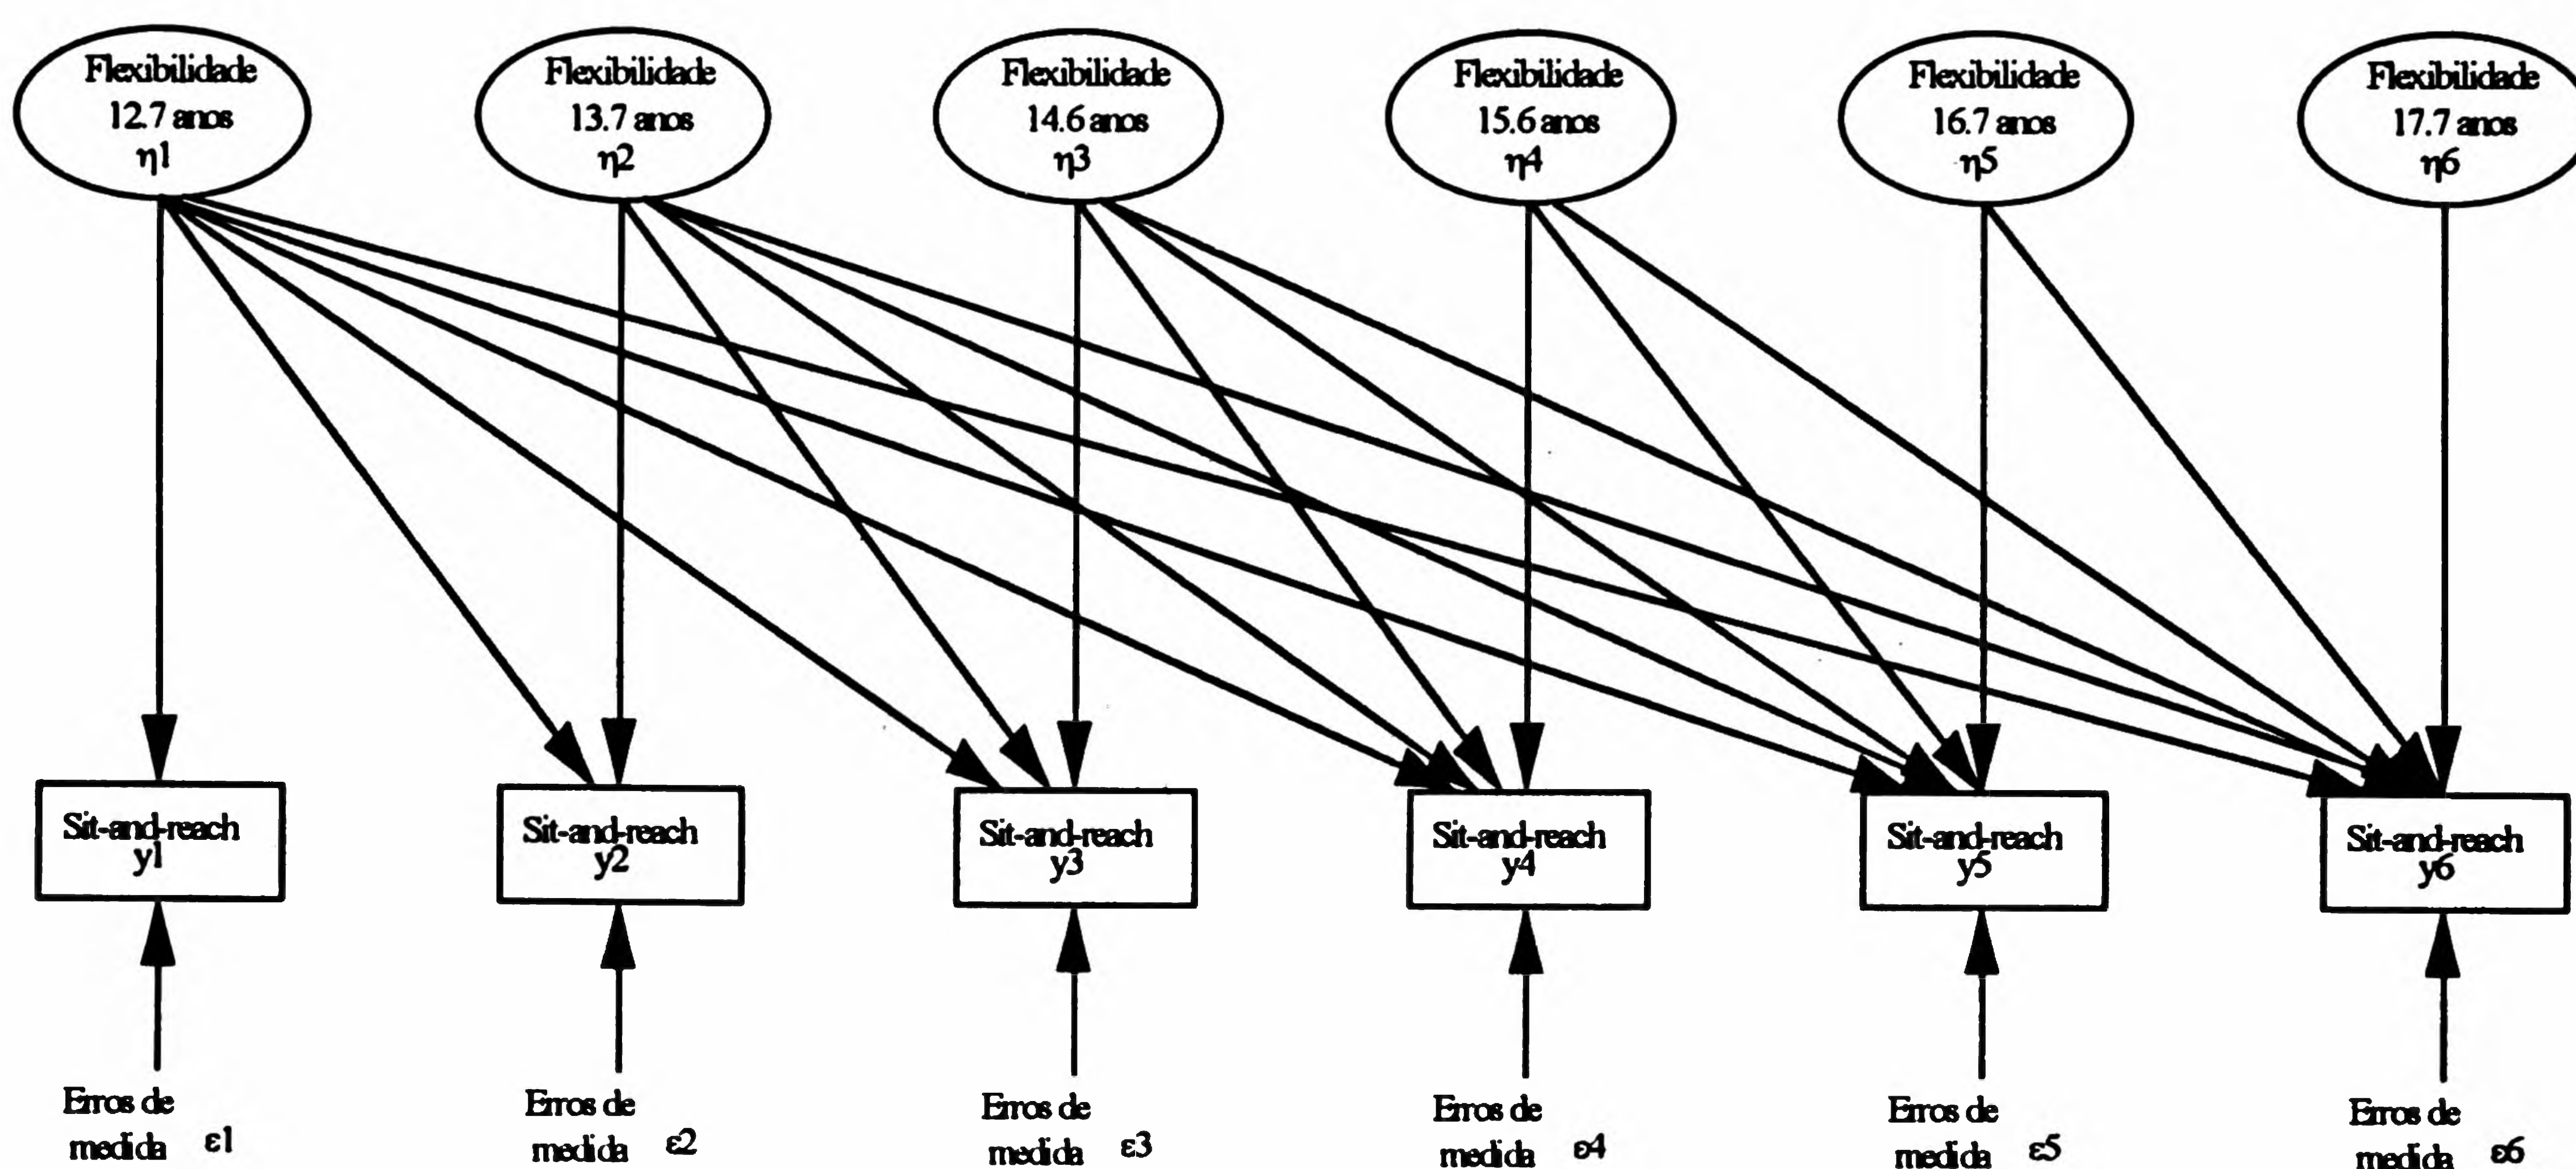 Flexibilidade
12.7 anos
η1
Flexibilidade
13.7 anos
η2
Flexibilidade
14.6 anos
η3
Flexibilidade
15.6 anos
η4
Flexibilidade
16.7 anos
η5
Flexibilidade
17.7 anos
η6
Sit-and-reach
y1
Sit-and-reach
y2
Sit-and-reach
y3
Sit-and-reach
y4
Sit-and-reach
y5
Sit-and-reach
y6
Erros de
medida ε1
Erros de
medida ε2
Erros de
medida ε3
Erros de
medida ε4
Erros de
medida ε5
Erros de
medida ε6